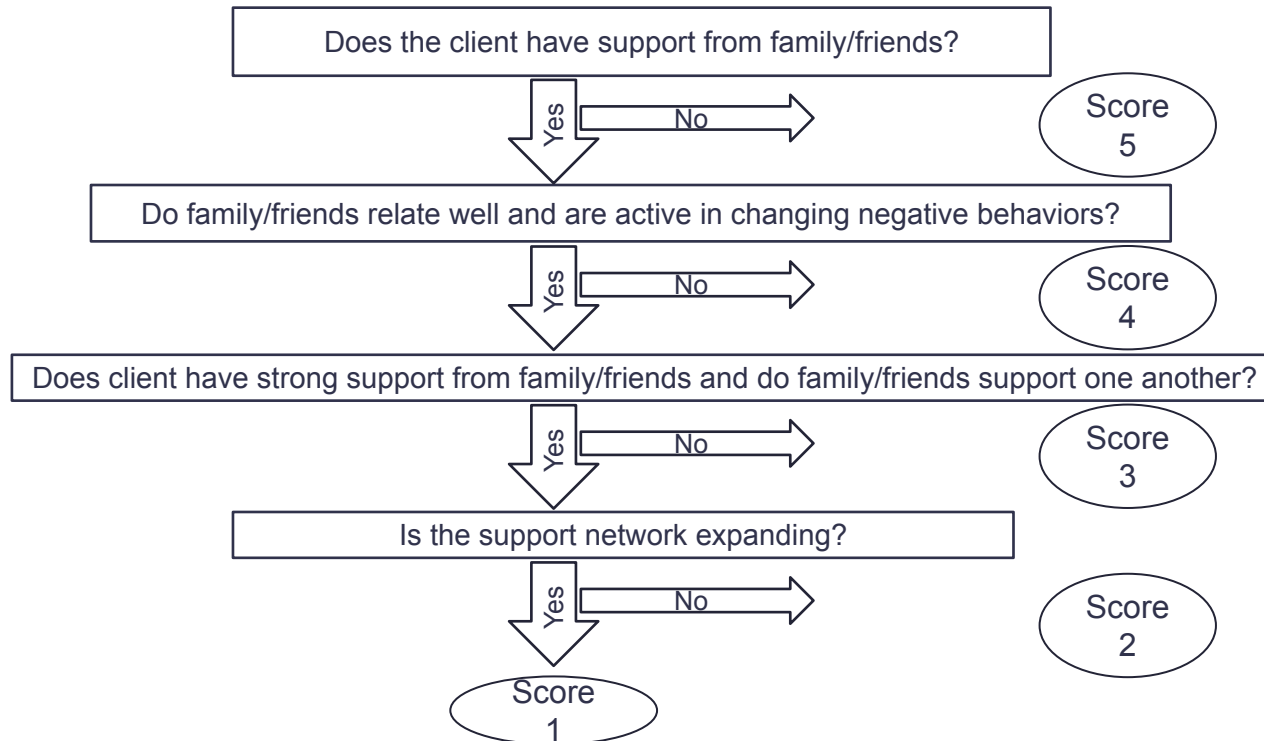 Does the client have support from family/friends?
Yes
No
Score
5
Do family/friends relate well and are active in changing negative behaviors?
Yes
No
Score
4
Does client have strong support from family/friends and do family/friends support one another?
Yes
No
Score
3
Is the support network expanding?
Yes
No
Score
2
Score
1